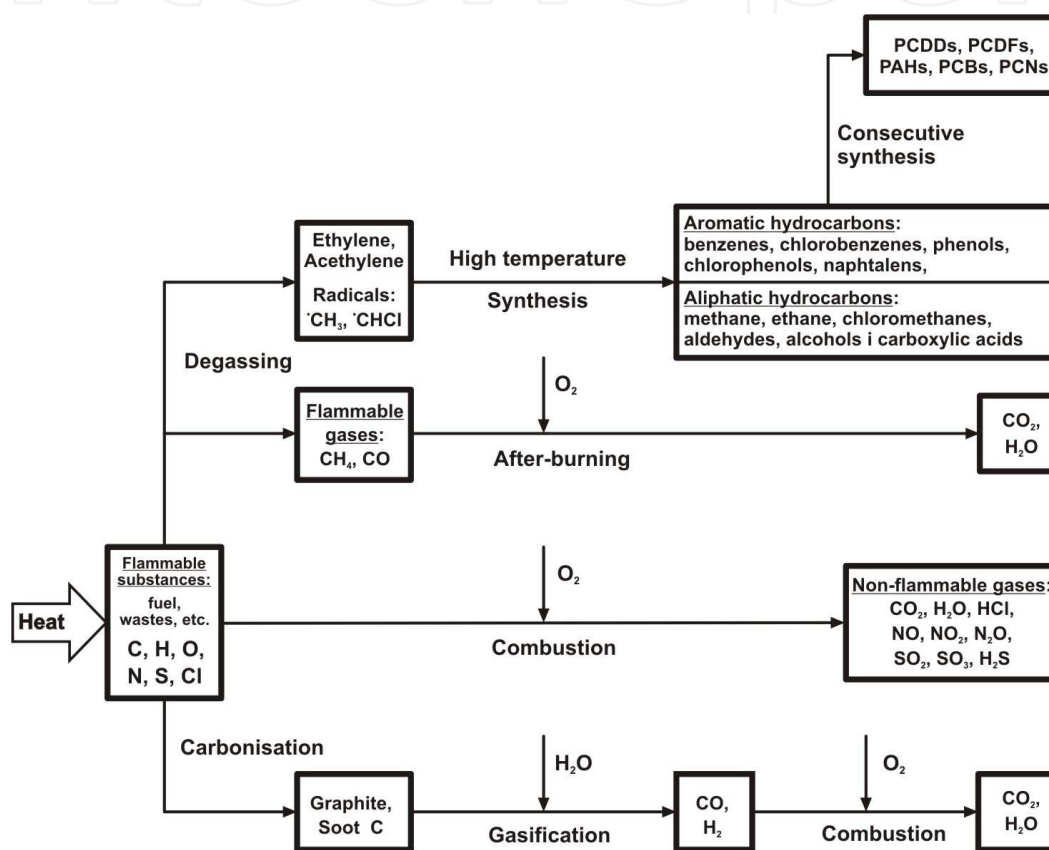 PCDDs, PCDFs,
PAHs, PCBs, PCNs
Consecutive
synthesis
Ethylene,
Acethylene
Radicals:
˙CH₃, ˙CHCl
High temperature
Synthesis
Aromatic hydrocarbons:
benzenes, chlorobenzenes, phenols,
chlorophenols, naphtalens,
Aliphatic hydrocarbons:
methane, ethane, chloromethanes,
aldehydes, alcohols i carboxylic acids
Degassing
O₂
Flammable
gases:
CH₄, CO
After-burning
CO₂,
H₂O
Heat
Flammable
substances:
fuel,
wastes, etc.
C, H, O,
N, S, Cl
O₂
Combustion
Non-flammable gases:
CO₂, H₂O, HCl,
NO, NO₂, N₂O,
SO₂, SO₃, H₂S
Carbonisation
H₂O
O₂
Graphite,
Soot C
Gasification
CO,
H₂
Combustion
CO₂,
H₂O